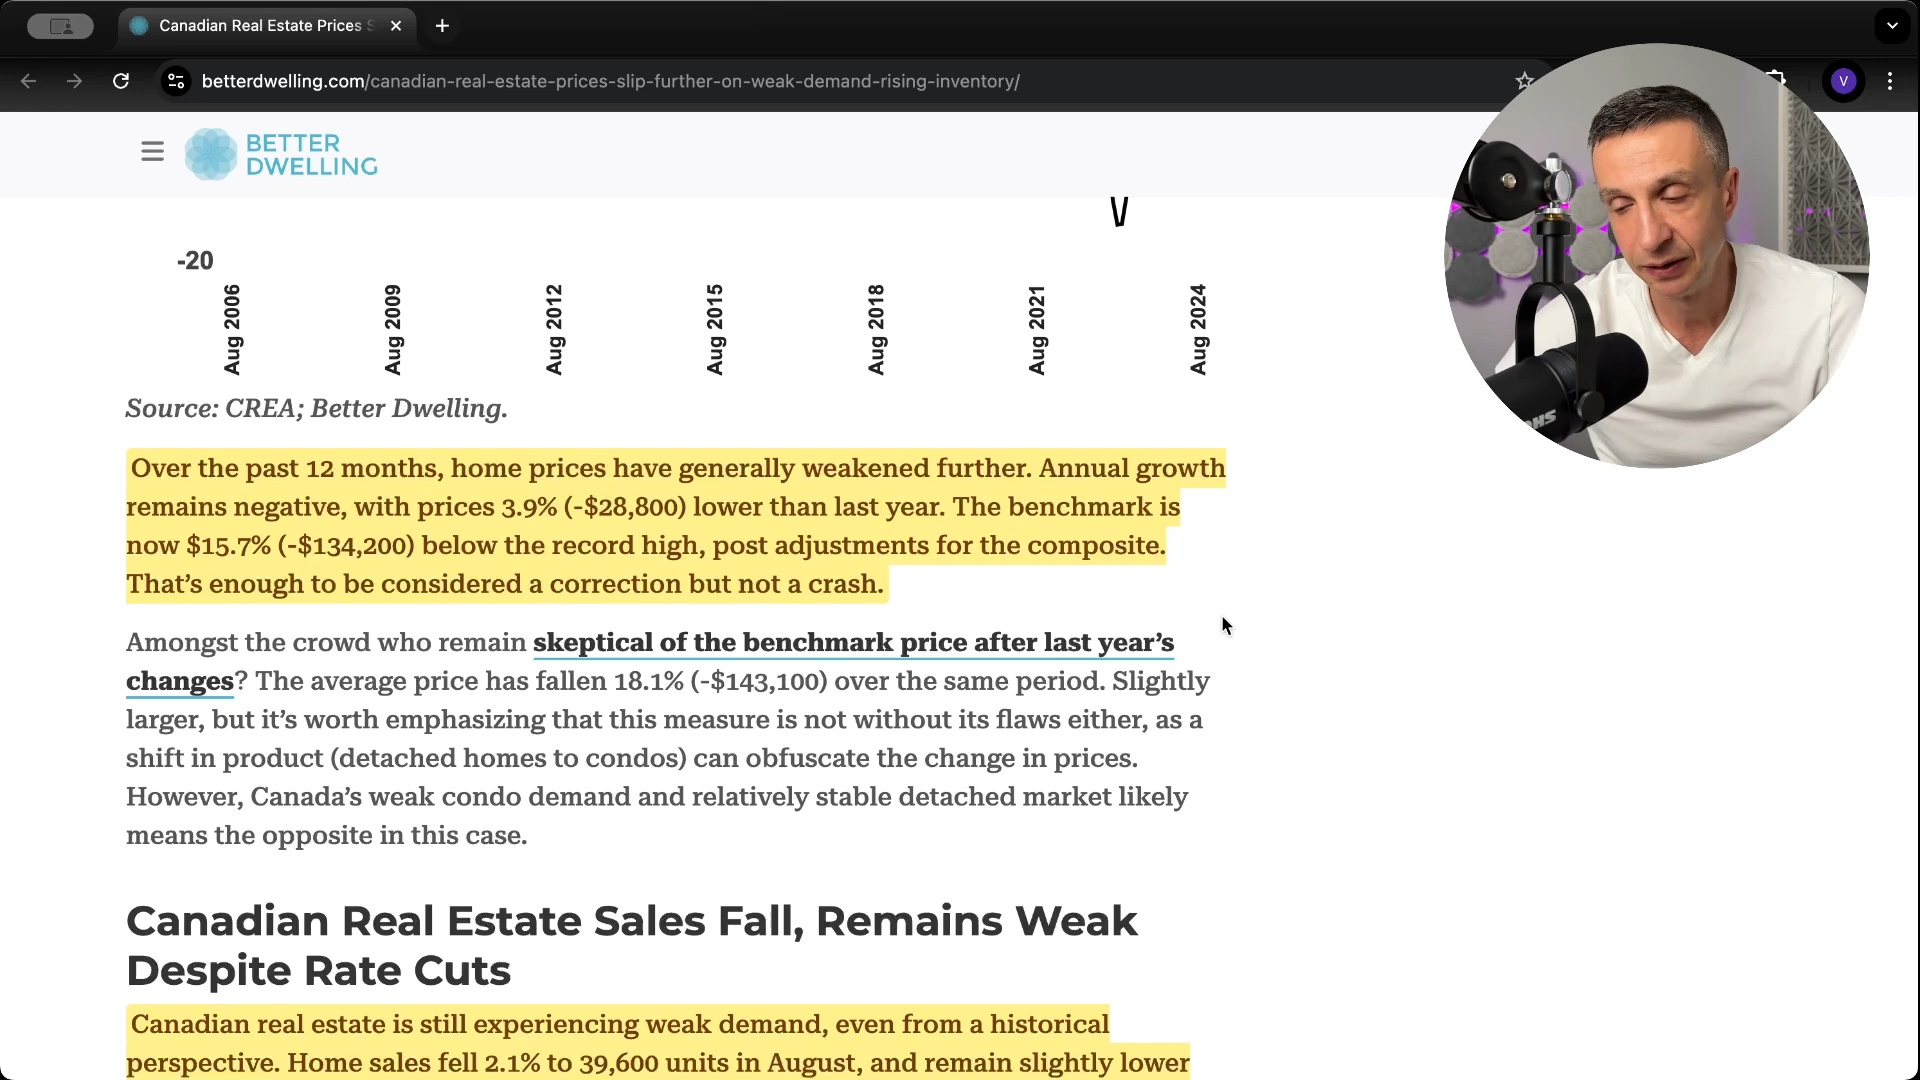 Canadian Real Estate Prices S
betterdwelling.com/canadian-real-estate-prices-slip-further-on-weak-demand-rising-inventory/
V
BETTER
DWELLING
-20
Aug 2006
Aug 2009
Aug 2012
Aug 2015
Aug 2018
Aug 2021
Aug 2024
Source: CREA; Better Dwelling.
Over the past 12 months, home prices have generally weakened further. Annual growth
remains negative, with prices 3.9% (-$28,800) lower than last year. The benchmark is
now $15.7% (-$134,200) below the record high, post adjustments for the composite.
That’s enough to be considered a correction but not a crash.
Amongst the crowd who remain skeptical of the benchmark price after last year’s
changes? The average price has fallen 18.1% (-$143,100) over the same period. Slightly
larger, but it’s worth emphasizing that this measure is not without its flaws either, as a
shift in product (detached homes to condos) can obfuscate the change in prices.
However, Canada’s weak condo demand and relatively stable detached market likely
means the opposite in this case.
Canadian Real Estate Sales Fall, Remains Weak
Despite Rate Cuts
Canadian real estate is still experiencing weak demand, even from a historical
perspective. Home sales fell 2.1% to 39,600 units in August, and remain slightly lower